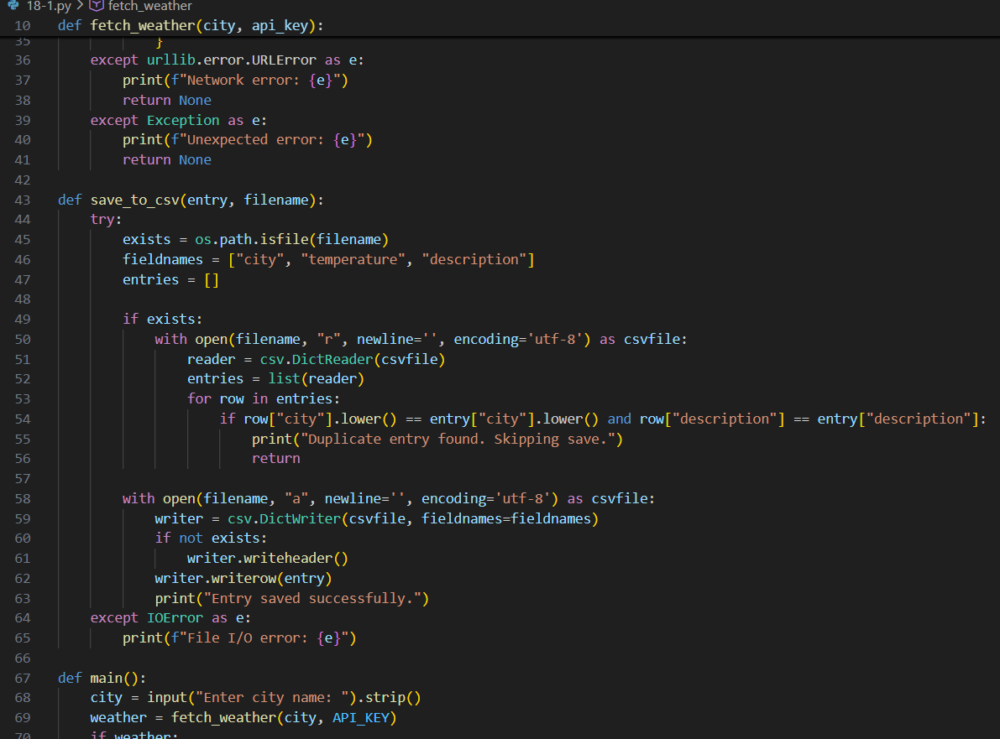 18-1.py > fetch_weather
10 def fetch_weather(city, api_key):
35 }
36 except urllib.error.URLError as e:
37 print(f"Network error: {e}")
38 return None
39 except Exception as e:
40 print(f"Unexpected error: {e}")
41 return None
42
43 def save_to_csv(entry, filename):
44 try:
45 exists = os.path.isfile(filename)
46 fieldnames = ["city", "temperature", "description"]
47 entries = []
48
49 if exists:
50 with open(filename, "r", newline='', encoding='utf-8') as csvfile:
51 reader = csv.DictReader(csvfile)
52 entries = list(reader)
53 for row in entries:
54 if row["city"].lower() == entry["city"].lower() and row["description"] == entry["description"]:
55 print("Duplicate entry found. Skipping save.")
56 return
57
58 with open(filename, "a", newline='', encoding='utf-8') as csvfile:
59 writer = csv.DictWriter(csvfile, fieldnames=fieldnames)
60 if not exists:
61 writer.writeheader()
62 writer.writerow(entry)
63 print("Entry saved successfully.")
64 except IOError as e:
65 print(f"File I/O error: {e}")
66
67 def main():
68 city = input("Enter city name: ").strip()
69 weather = fetch_weather(city, API_KEY)
70 if weather: